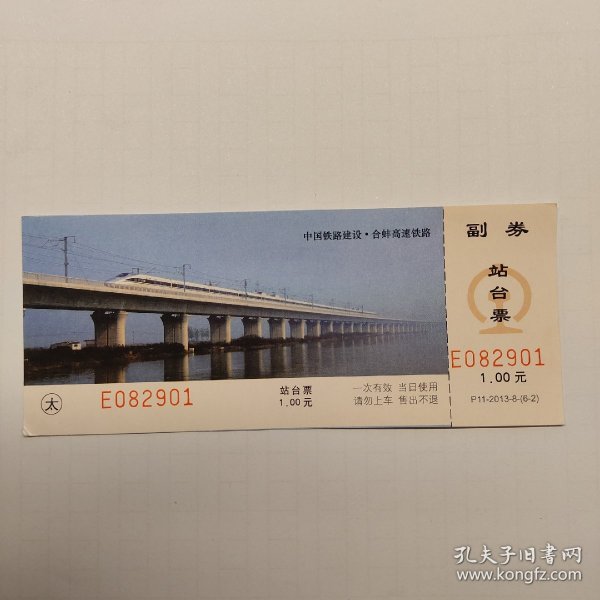 中国铁路建设·合蚌高速铁路
太
E082901
站台票
1.00元
一次有效 当日使用
请勿上车 售出不退
副券
站台票
E082901
1.00元
P11-2013-8-(6-2)
孔夫子旧书网
www.kongfz.com